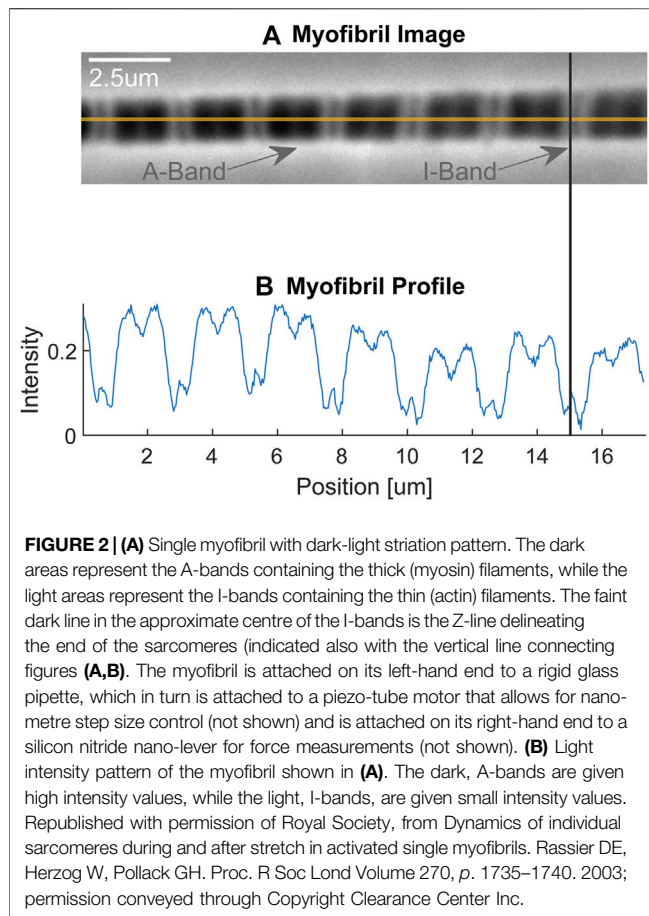 A Myofibril Image
2.5um
A-Band
I-Band
B Myofibril Profile
Intensity
0.2
0
2 4 6 8 10 12 14 16
Position [um]
FIGURE 2 | (A) Single myofibril with dark-light striation pattern. The dark
areas represent the A-bands containing the thick (myosin) filaments, while the
light areas represent the I-bands containing the thin (actin) filaments. The faint
dark line in the approximate centre of the I-bands is the Z-line delineating
the end of the sarcomeres (indicated also with the vertical line connecting
figures (A,B). The myofibril is attached on its left-hand end to a rigid glass
pipette, which in turn is attached to a piezo-tube motor that allows for nano-
metre step size control (not shown) and is attached on its right-hand end to a
silicon nitride nano-lever for force measurements (not shown). (B) Light
intensity pattern of the myofibril shown in (A). The dark, A-bands are given
high intensity values, while the light, I-bands, are given small intensity values.
Republished with permission of Royal Society, from Dynamics of individual
sarcomeres during and after stretch in activated single myofibrils. Rassier DE,
Herzog W, Pollack GH. Proc. R Soc Lond Volume 270, p. 1735–1740. 2003;
permission conveyed through Copyright Clearance Center Inc.